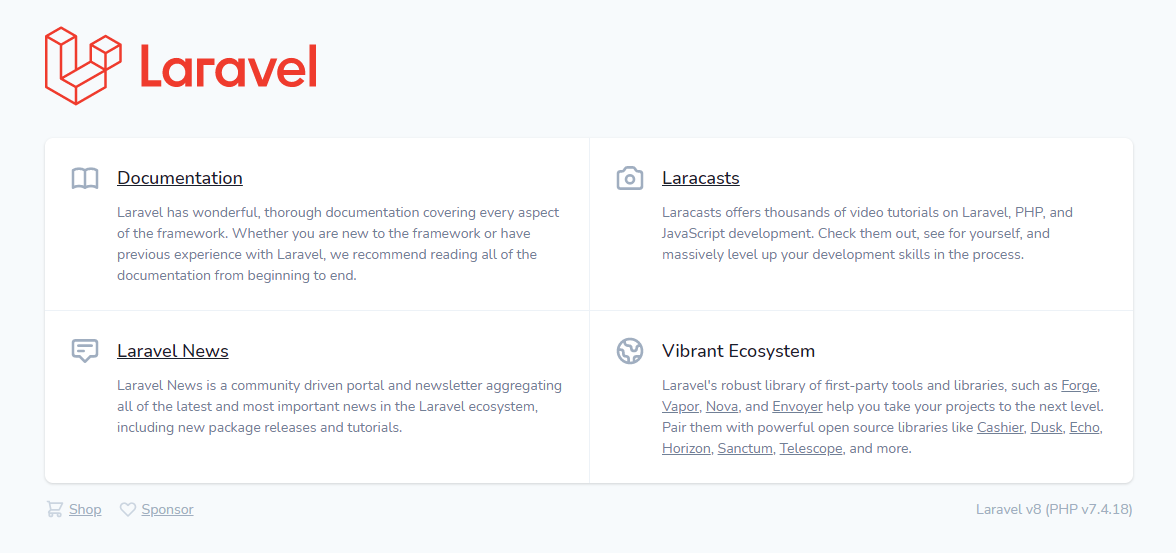 Laravel
Documentation
Laravel has wonderful, thorough documentation covering every aspect
of the framework. Whether you are new to the framework or have
previous experience with Laravel, we recommend reading all of the
documentation from beginning to end.
Laracasts
Laracasts offers thousands of video tutorials on Laravel, PHP, and
JavaScript development. Check them out, see for yourself, and
massively level up your development skills in the process.
Laravel News
Laravel News is a community driven portal and newsletter aggregating
all of the latest and most important news in the Laravel ecosystem,
including new package releases and tutorials.
Vibrant Ecosystem
Laravel's robust library of first-party tools and libraries, such as Forge,
Vapor, Nova, and Envoyer help you take your projects to the next level.
Pair them with powerful open source libraries like Cashier, Dusk, Echo,
Horizon, Sanctum, Telescope, and more.
Shop Sponsor Laravel v8 (PHP v7.4.18)